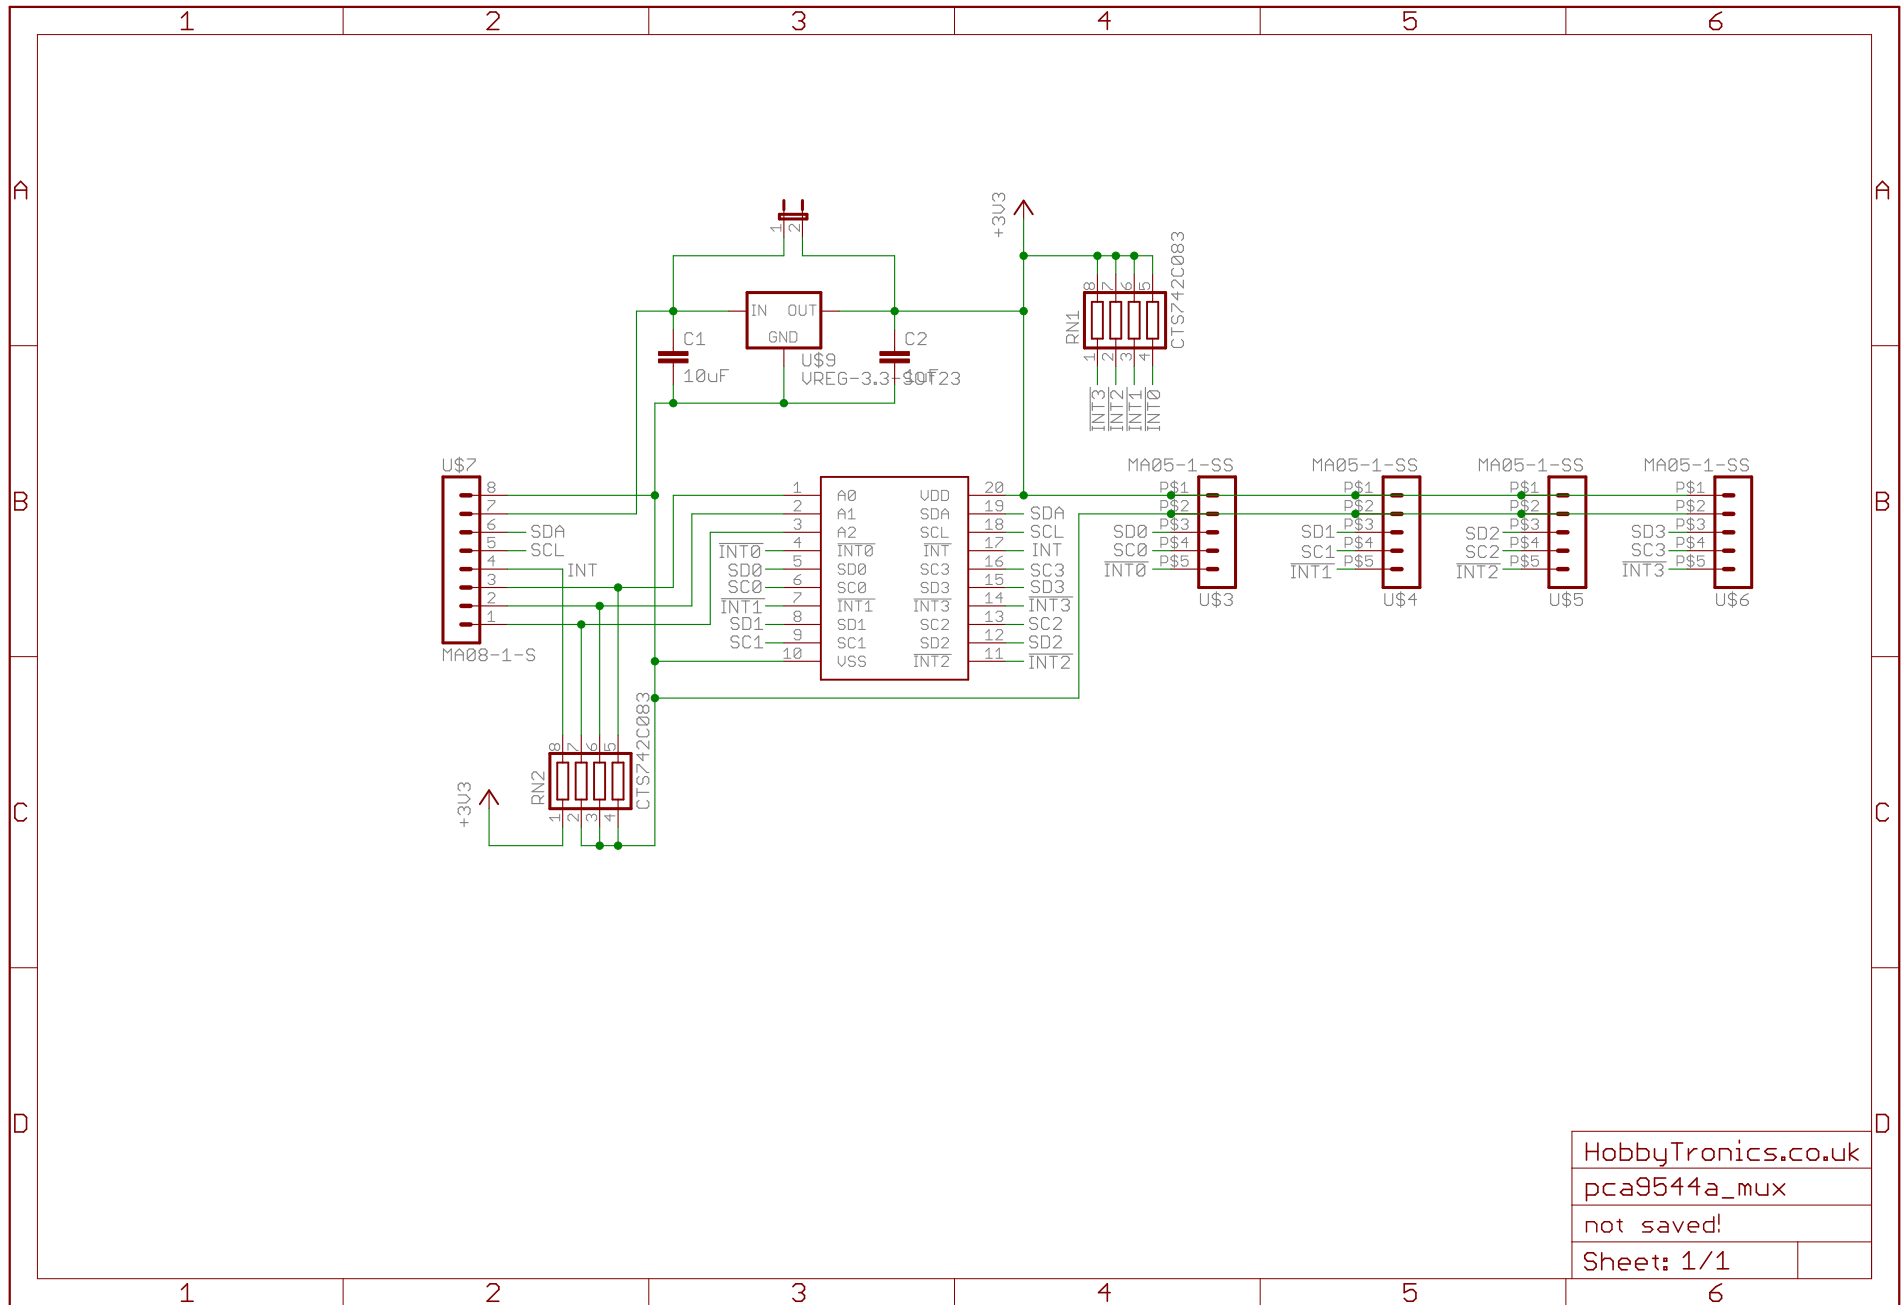 1 2 3 4 5 6
A A
+3V3
1 2
CTS742C083
8 7 6 5
IN OUT
GND
RN1
C1
C2
U$9
10uF
VREG-3.3-SOT23
1uF
1 2 3 4
INT3 INT2 INT1 INT0
U$7
MA05-1-SS MA05-1-SS MA05-1-SS MA05-1-SS
B B
8
7
6 SDA
5 SCL
4 INT
3
2
1
MA08-1-S
1 A0 VDD 20
2 A1 SDA 19 SDA
3 A2 SCL 18 SCL
INT0 4 INT0 INT 17 INT
SD0 5 SD0 SC3 16 SC3
SC0 6 SC0 SD3 15 SD3
INT1 7 INT1 INT3 14 INT3
SD1 8 SD1 SC2 13 SC2
SC1 9 SC1 SD2 12 SD2
10 VSS INT2 11 INT2
P$1 P$1 P$1 P$1
P$2 P$2 P$2 P$2
SD0 P$3 SD1 P$3 SD2 P$3 SD3 P$3
SC0 P$4 SC1 P$4 SC2 P$4 SC3 P$4
INT0 P$5 INT1 P$5 INT2 P$5 INT3 P$5
U$3 U$4 U$5 U$6
CTS742C083
8 7 6 5
RN2
+3V3
1 2 3 4
C C
D D
HobbyTronics.co.uk
pca9544a_mux
not saved!
Sheet: 1/1
1 2 3 4 5 6